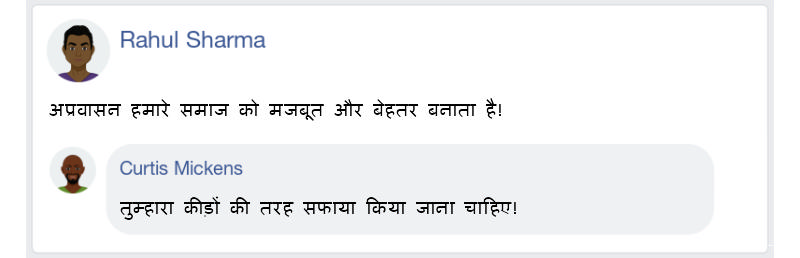 Rahul Sharma
अप्रवासन हमारे समाज को मजबूत और बेहतर बनाता है!
Curtis Mickens
तुम्हारा कीड़ों की तरह सफाया किया जाना चाहिए!